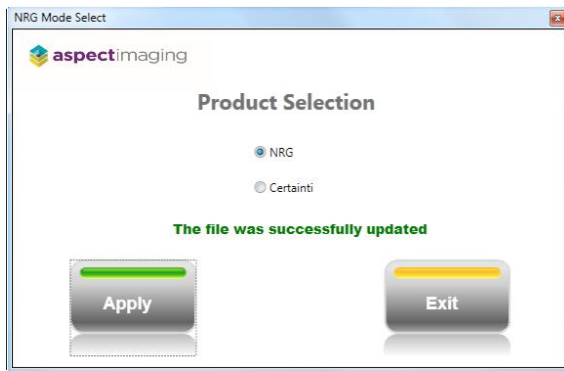 NRG Mode Select
aspectimaging
Product Selection
NRG
Certainti
The file was successfully updated
Apply
Exit